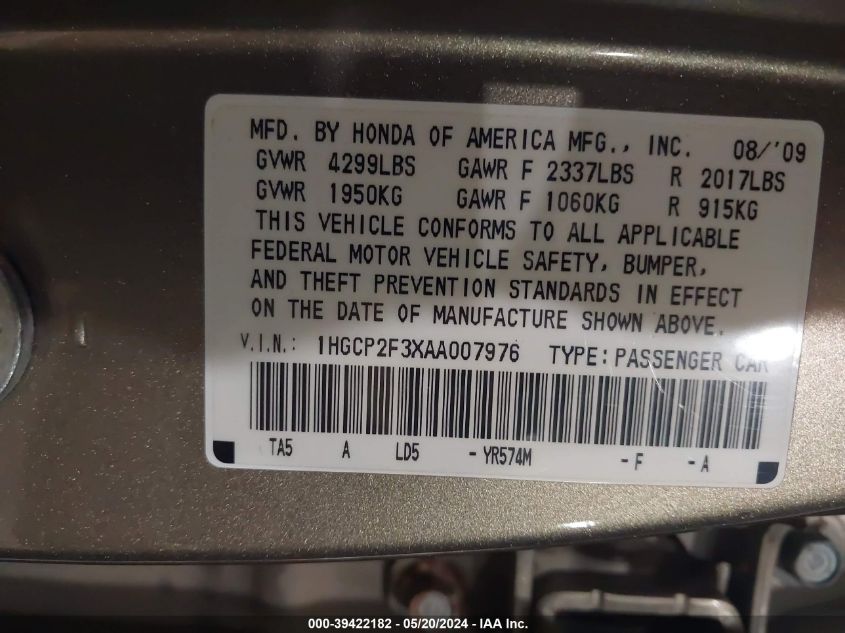 MFD. BY HONDA OF AMERICA MFG., INC. 08/'09
GVWR 4299LBS GAWR F 2337LBS R 2017LBS
GVWR 1950KG GAWR F 1060KG R 915KG
THIS VEHICLE CONFORMS TO ALL APPLICABLE
FEDERAL MOTOR VEHICLE SAFETY, BUMPER,
AND THEFT PREVENTION STANDARDS IN EFFECT
ON THE DATE OF MANUFACTURE SHOWN ABOVE.
V.I.N.: 1HGCP2F3XAA007976 TYPE: PASSENGER CAR
TA5 A LD5 -YR574M -F -A
000-39422182 - 05/20/2024 - IAA Inc.